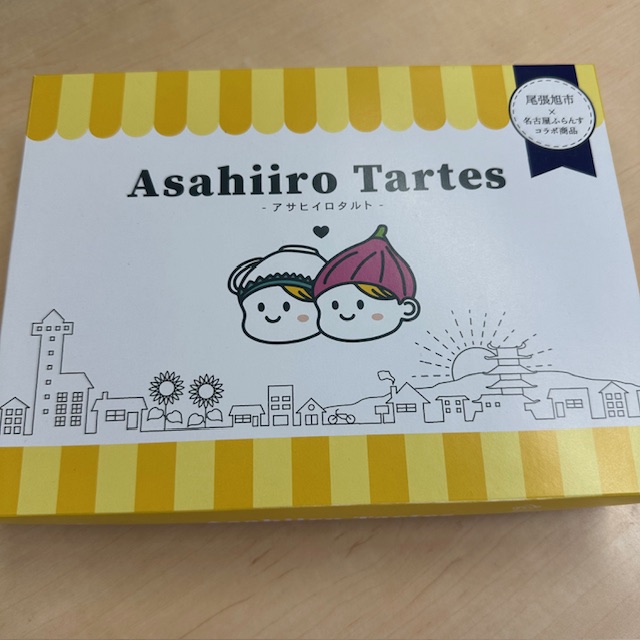 尾張旭市
×
名古屋ふらんす
コラボ商品
Asahiiro Tartes
- アサヒイロタルト -